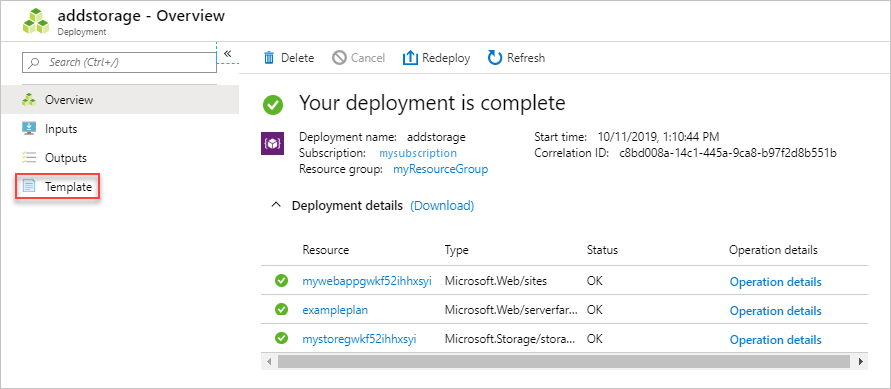 addstorage - Overview
Deployment
«
Search (Ctrl+/)
Overview
Inputs
Outputs
Template
Delete Cancel Redeploy Refresh
Your deployment is complete
Deployment name: addstorage Start time: 10/11/2019, 1:10:44 PM
Subscription: mysubscription Correlation ID: c8bd008a-14c1-445a-9ca8-b97f2d8b551b
Resource group: myResourceGroup
Deployment details (Download)
Resource Type Status Operation details
mywebappgwkf52ihhxsyi Microsoft.Web/sites OK Operation details
exampleplan Microsoft.Web/serverfar... OK Operation details
mystoregwkf52ihhxsyi Microsoft.Storage/stora... OK Operation details